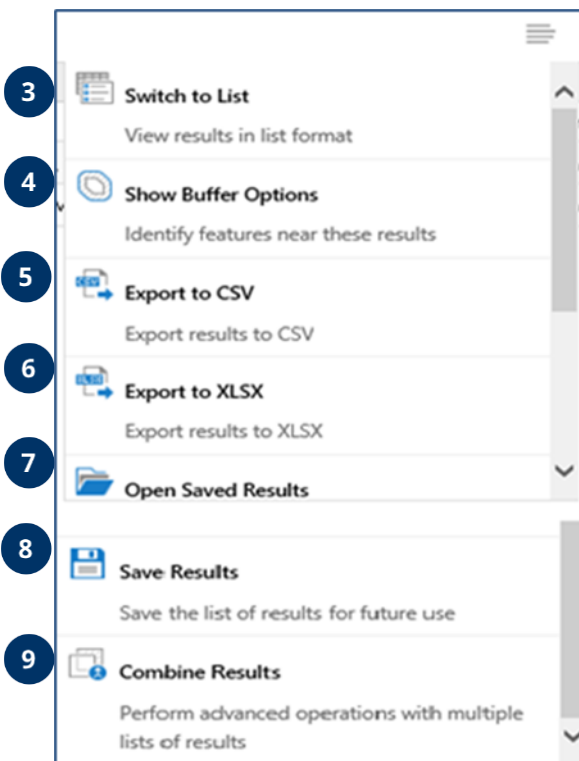 3
Switch to List
View results in list format
4
Show Buffer Options
Identify features near these results
5
CSV
Export to CSV
Export results to CSV
6
XLSX
Export to XLSX
Export results to XLSX
7
Open Saved Results
8
Save Results
Save the list of results for future use
9
Combine Results
Perform advanced operations with multiple
lists of results